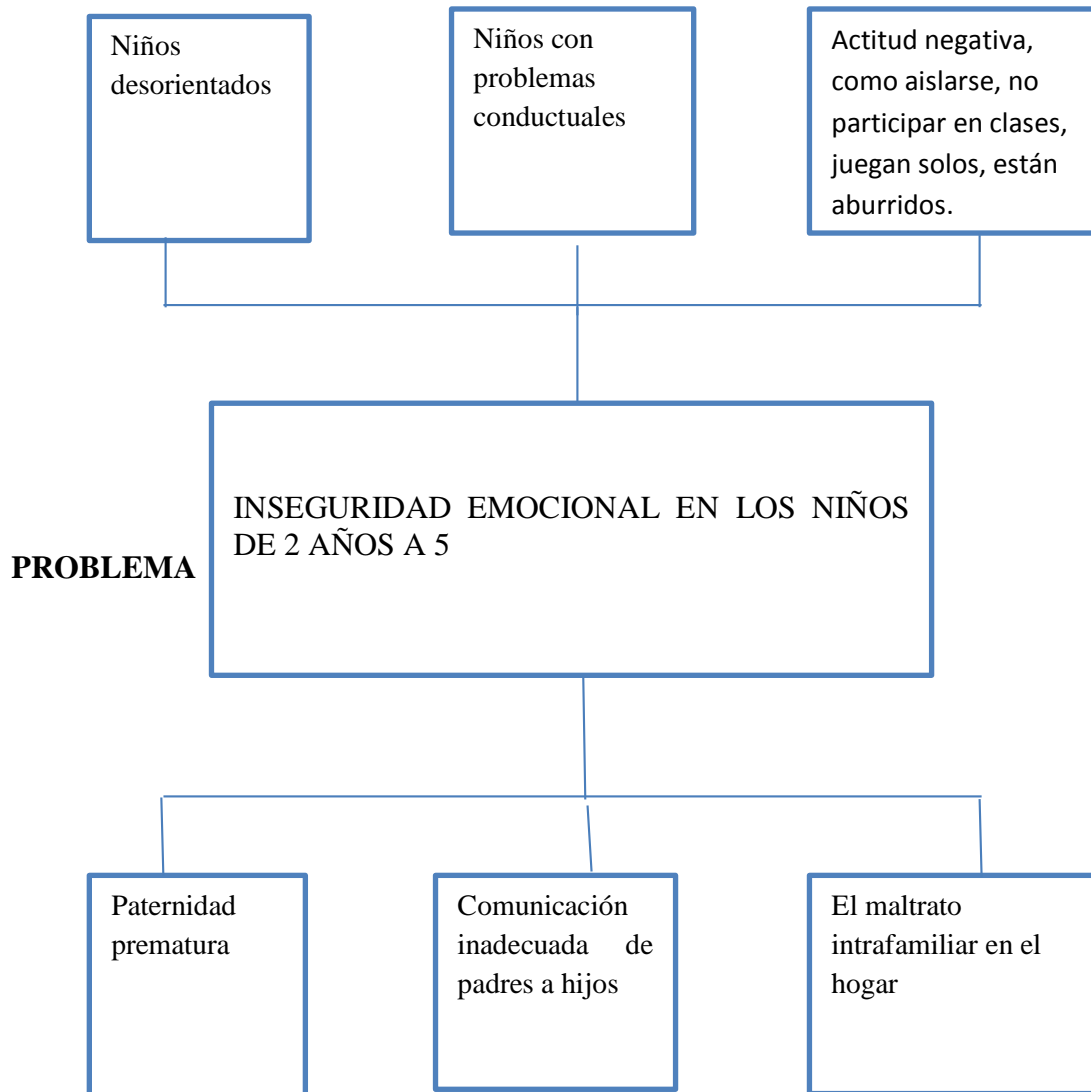 Niños
desorientados
Niños con
problemas
conductuales
Actitud negativa,
como aislarse, no
participar en clases,
juegan solos, están
aburridos.
INSEGURIDAD EMOCIONAL EN LOS NIÑOS
DE 2 AÑOS A 5
PROBLEMA
Paternidad
prematura
Comunicación
inadecuada de
padres a hijos
El maltrato
intrafamiliar en el
hogar